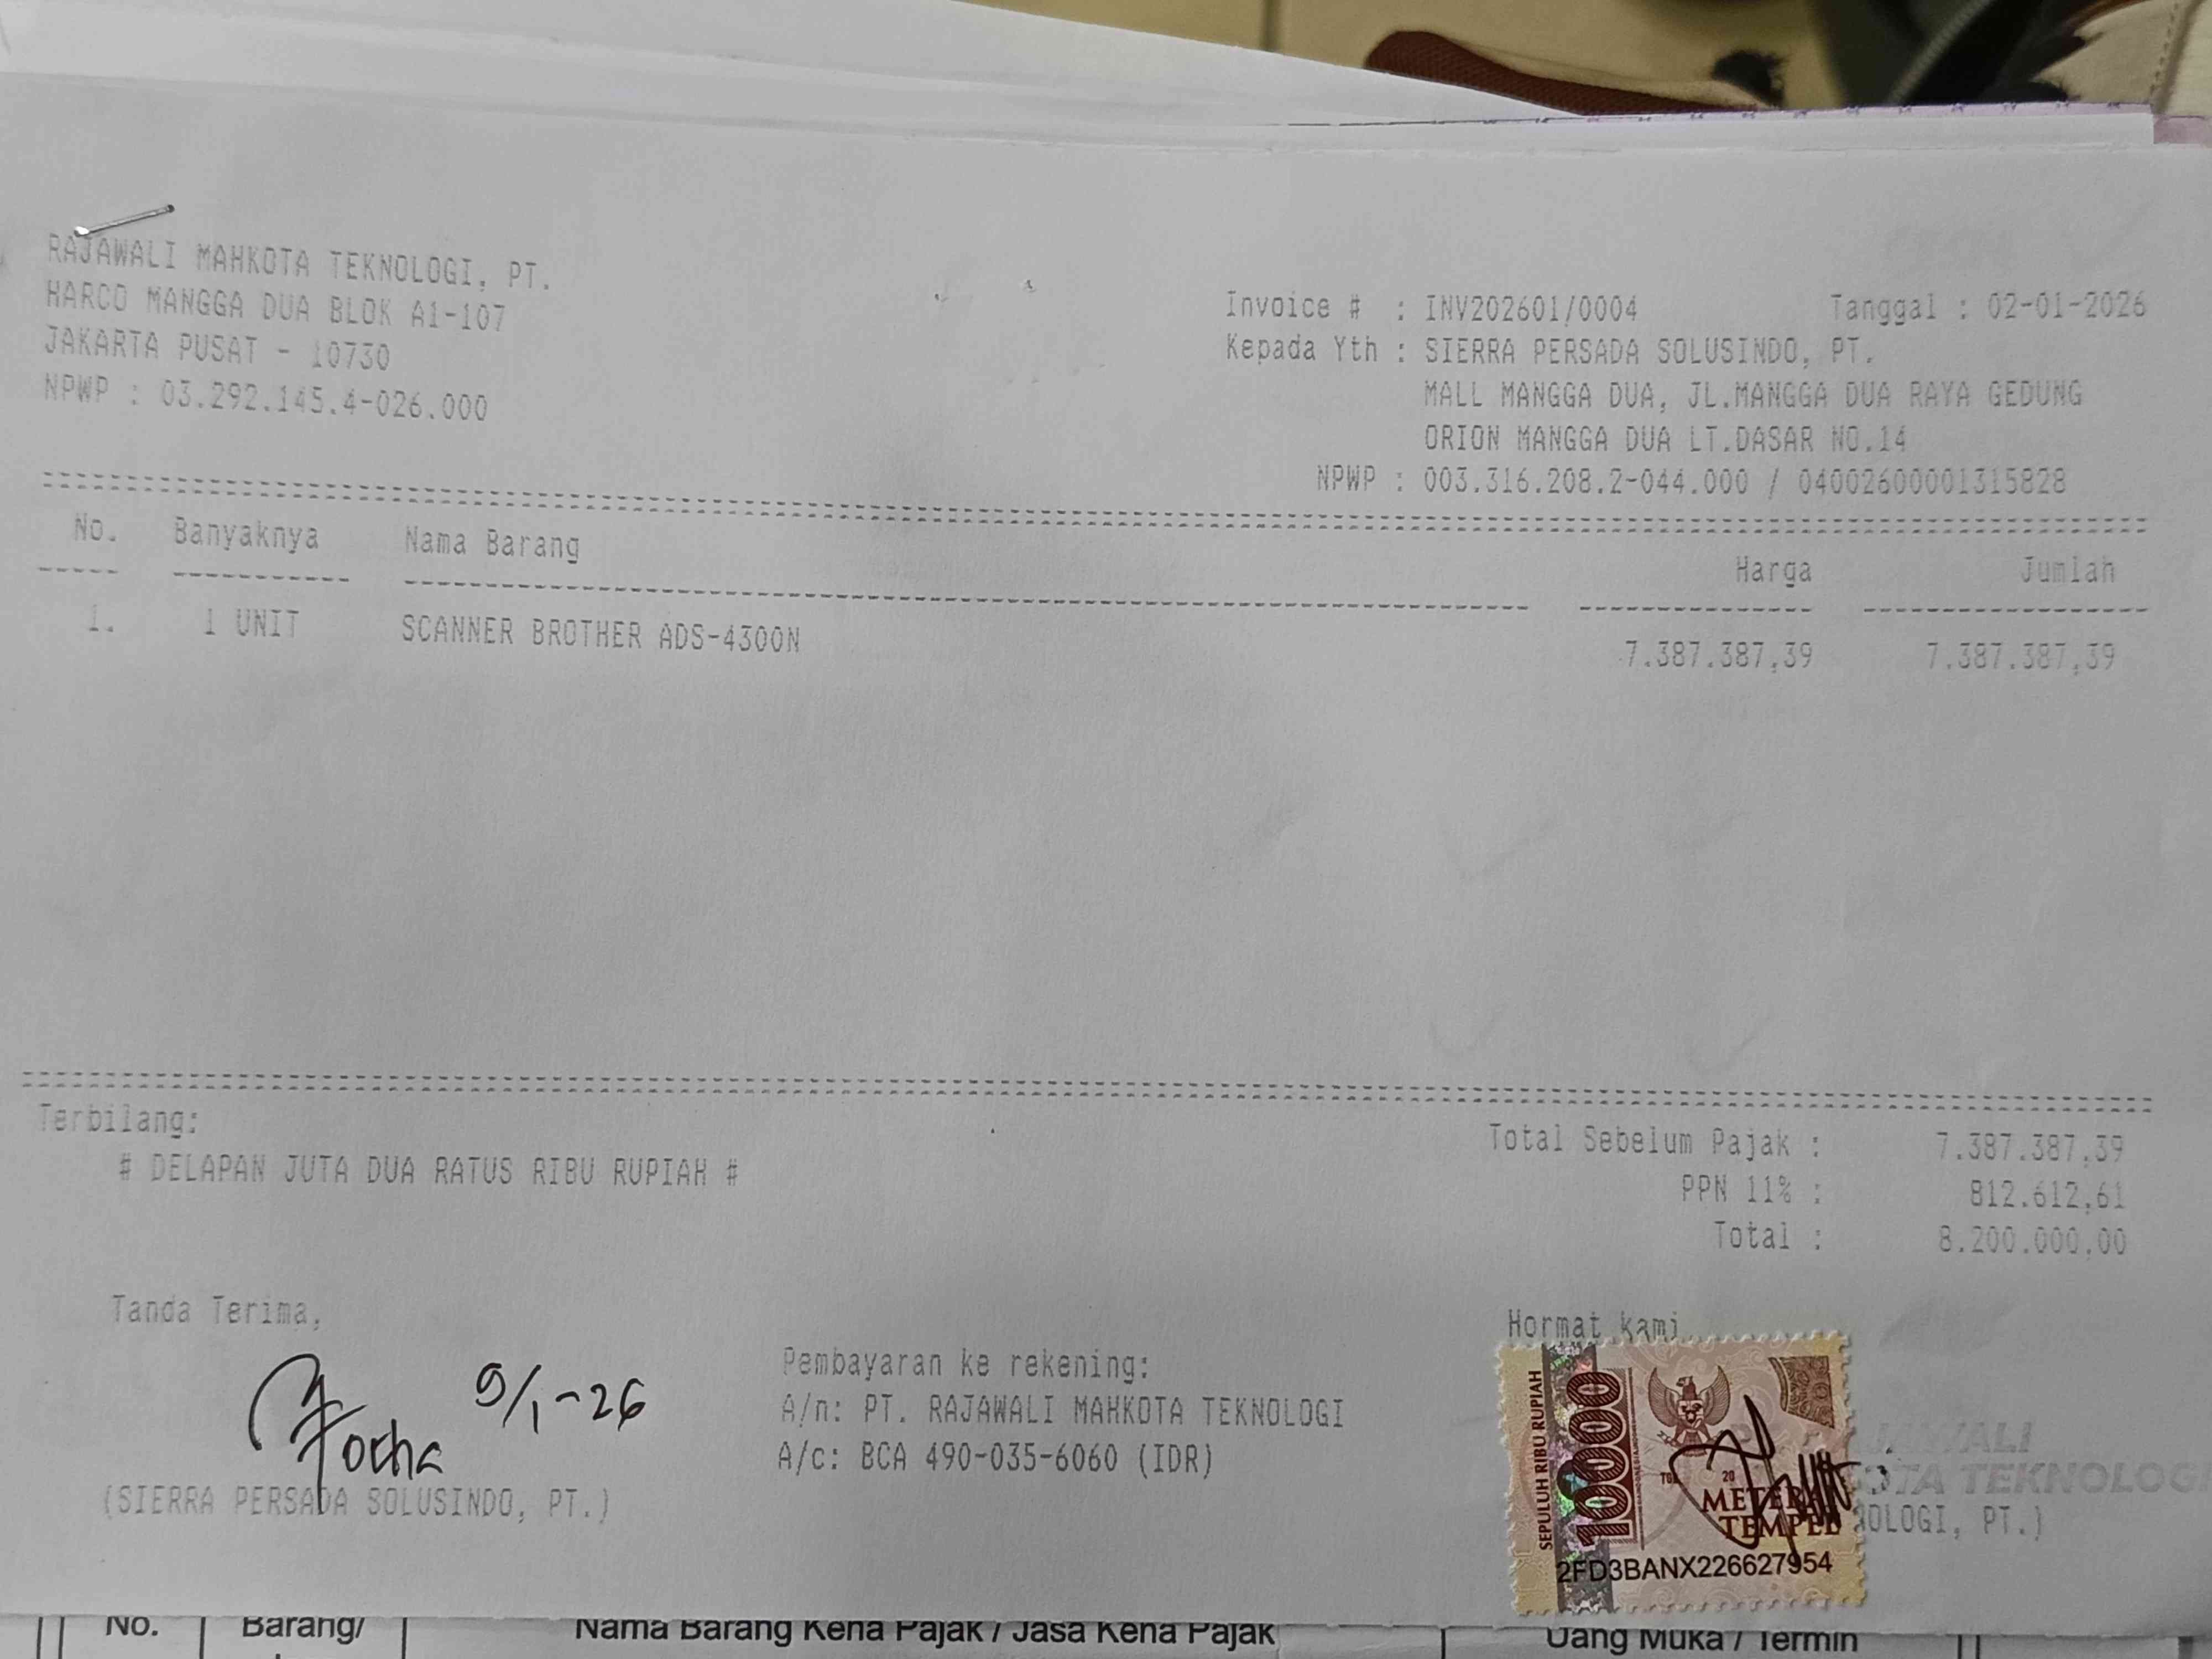 RAJAWALI MAHKOTA TEKNOLOGI, PT.
HARCO MANGGA DUA BLOK A1-107
JAKARTA PUSAT - 10730
NPWP : 03.292.145.4-026.000
Invoice # : INV202601/0004 Tanggal : 02-01-2026
Kepada Yth : SIERRA PERSADA SOLUSINDO, PT.
MALL MANGGA DUA, JL.MANGGA DUA RAYA GEDUNG
ORION MANGGA DUA LT.DASAR NO.14
NPWP : 003.316.208.2-044.000 / 04002600001315828
No. Banyaknya Nama Barang Harga Jumlah
1. 1 UNIT SCANNER BROTHER ADS-4300N 7.387.387,39 7.387.387,39
Terbilang:
# DELAPAN JUTA DUA RATUS RIBU RUPIAH #
Total Sebelum Pajak : 7.387.387,39
PPN 11% : 812.612,61
Total : 8.200.000,00
Tanda Terima,
9/1-26
(SIERRA PERSADA SOLUSINDO, PT.)
Pembayaran ke rekening:
A/n: PT. RAJAWALI MAHKOTA TEKNOLOGI
A/c: BCA 490-035-6060 (IDR)
Hormat kami
SEPULUH RIBU RUPIAH
10000
TGL 20
METERAI
TEMPEL
2FD3BANX226627954
TEKNOLOGI
OLOGI, PT.)
No. Barang/ Nama Barang Kena Pajak / Jasa Kena Pajak Uang Muka / Termin